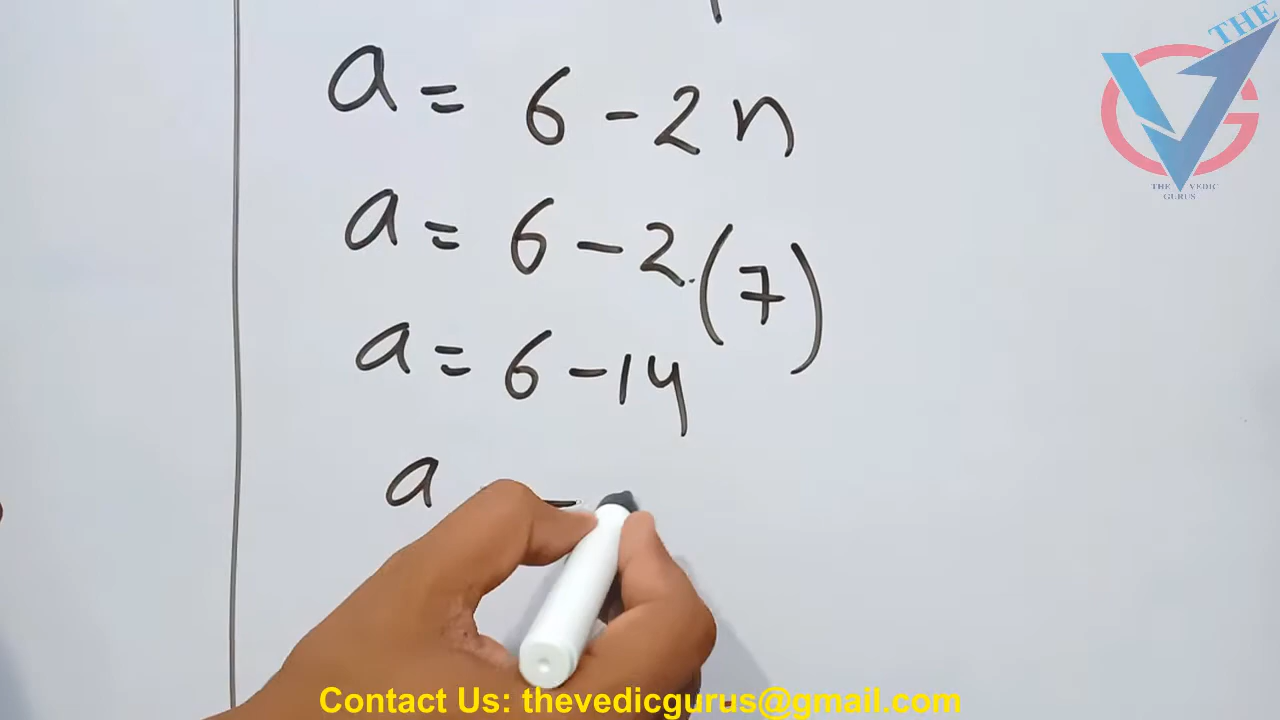 THE
a = 6 - 2n
THE VEDIC
GURUS
a = 6 - 2.(7)
a = 6 - 14
a
Contact Us: thevedicgurus@gmail.com